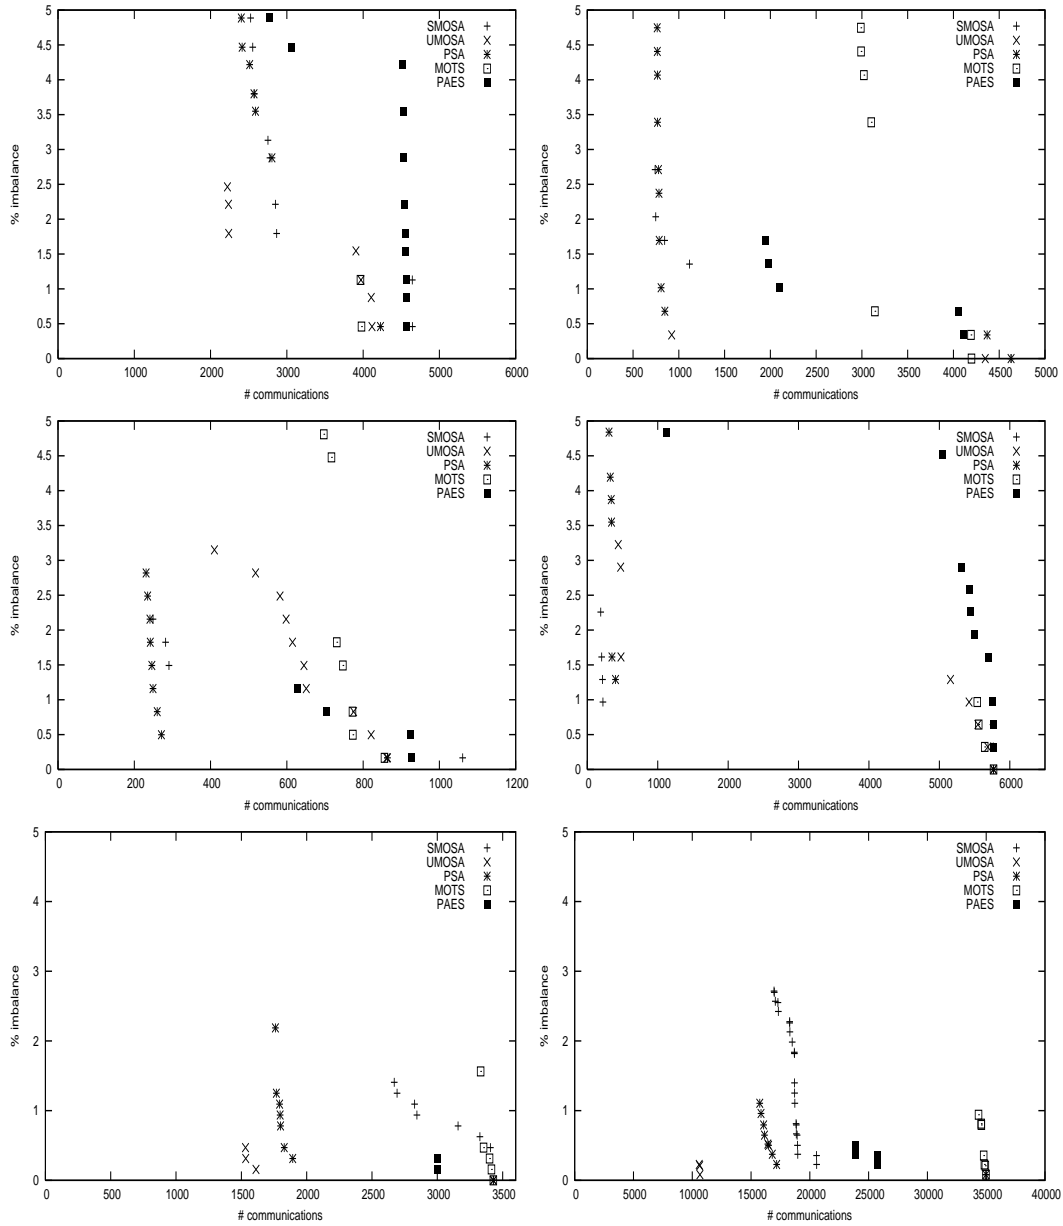 5
4.5
4
3.5
3
2.5
2
1.5
1
0.5
0
% imbalance
SMOSA
UMOSA
PSA
MOTS
PAES
0 1000 2000 3000 4000 5000 6000
# communications
5
4.5
4
3.5
3
2.5
2
1.5
1
0.5
0
% imbalance
SMOSA
UMOSA
PSA
MOTS
PAES
0 500 1000 1500 2000 2500 3000 3500 4000 4500 5000
# communications
5
4.5
4
3.5
3
2.5
2
1.5
1
0.5
0
% imbalance
SMOSA
UMOSA
PSA
MOTS
PAES
0 200 400 600 800 1000 1200
# communications
5
4.5
4
3.5
3
2.5
2
1.5
1
0.5
0
% imbalance
SMOSA
UMOSA
PSA
MOTS
PAES
0 1000 2000 3000 4000 5000 6000
# communications
5
4
3
2
1
0
% imbalance
SMOSA
UMOSA
PSA
MOTS
PAES
0 500 1000 1500 2000 2500 3000 3500
# communications
5
4
3
2
1
0
% imbalance
SMOSA
UMOSA
PSA
MOTS
PAES
0 5000 10000 15000 20000 25000 30000 35000 40000
# communications